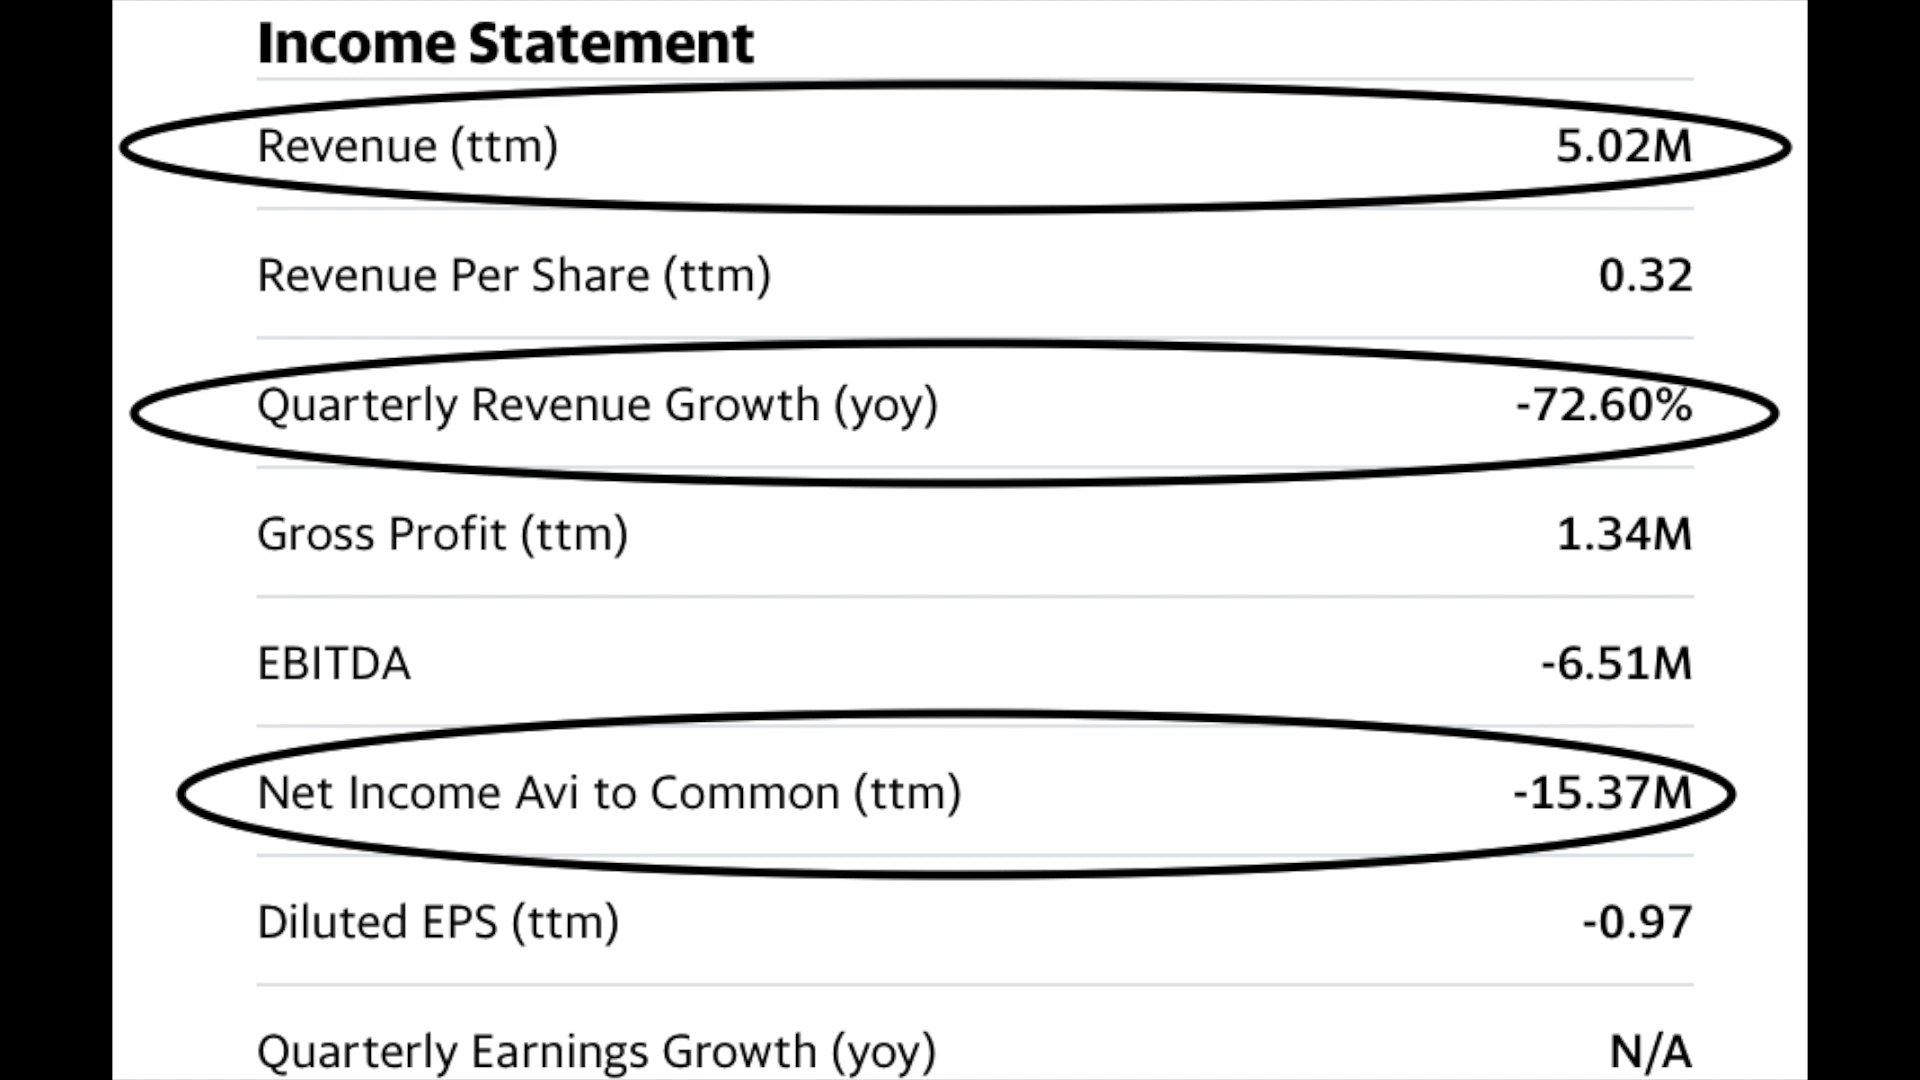 Income Statement
Revenue (ttm) 5.02M
Revenue Per Share (ttm) 0.32
Quarterly Revenue Growth (yoy) -72.60%
Gross Profit (ttm) 1.34M
EBITDA -6.51M
Net Income Avi to Common (ttm) -15.37M
Diluted EPS (ttm) -0.97
Quarterly Earnings Growth (yoy) N/A